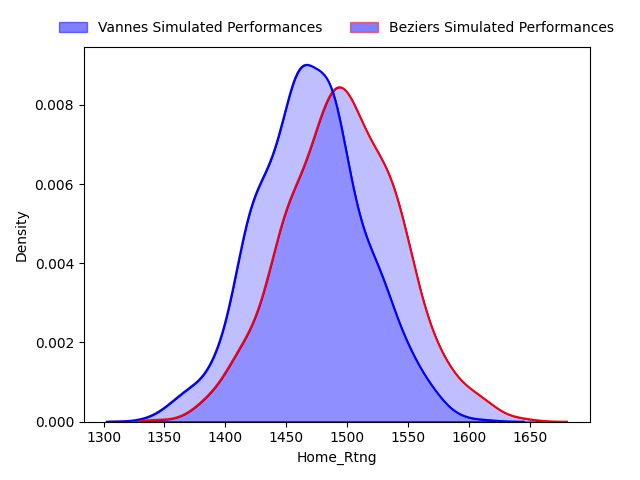 Vannes Simulated Performances Beziers Simulated Performances
0.008
0.006
0.004
0.002
0.000
Density
1300 1350 1400 1450 1500 1550 1600 1650
Home_Rtng